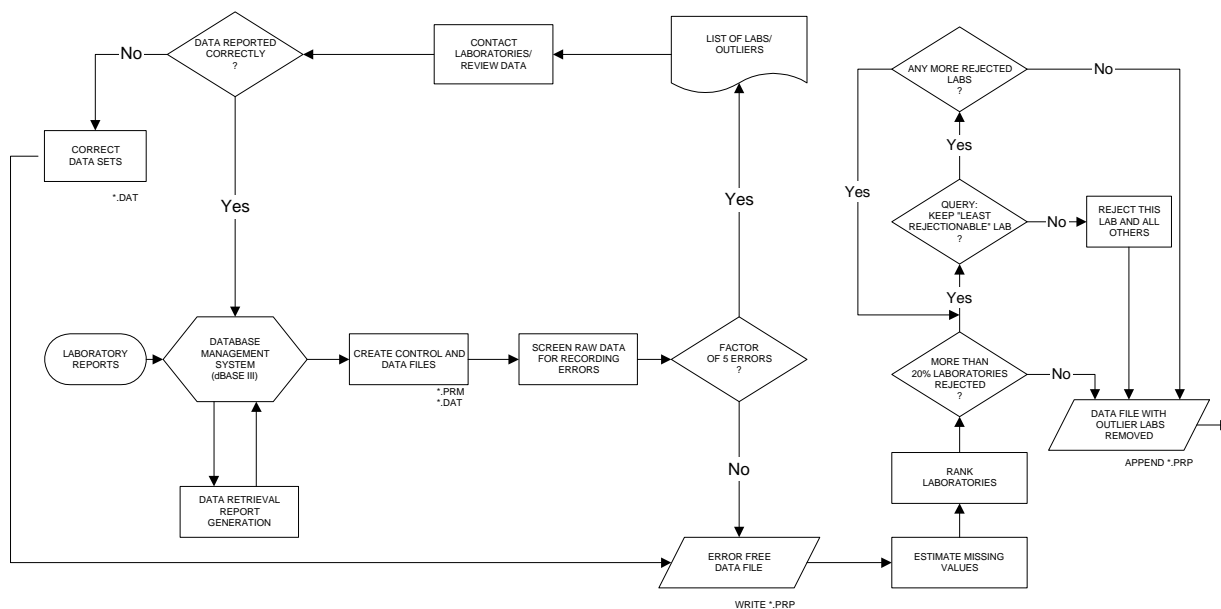 DATA REPORTED
CORRECTLY
?
No
CONTACT
LABORATORIES/
REVIEW DATA
LIST OF LABS/
OUTLIERS
ANY MORE REJECTED
LABS
?
No
CORRECT
DATA SETS
*.DAT
Yes
Yes
Yes
Yes
QUERY:
KEEP "LEAST
REJECTIONABLE" LAB
?
No
REJECT THIS
LAB AND ALL
OTHERS
Yes
LABORATORY
REPORTS
DATABASE
MANAGEMENT
SYSTEM
(dBASE III)
CREATE CONTROL AND
DATA FILES
*.PRM
*.DAT
SCREEN RAW DATA
FOR RECORDING
ERRORS
FACTOR
OF 5 ERRORS
?
MORE THAN
20% LABORATORIES
REJECTED
?
No
DATA FILE WITH
OUTLIER LABS
REMOVED
APPEND *.PRP
No
RANK
LABORATORIES
DATA RETRIEVAL
REPORT
GENERATION
ERROR FREE
DATA FILE
WRITE *.PRP
ESTIMATE MISSING
VALUES